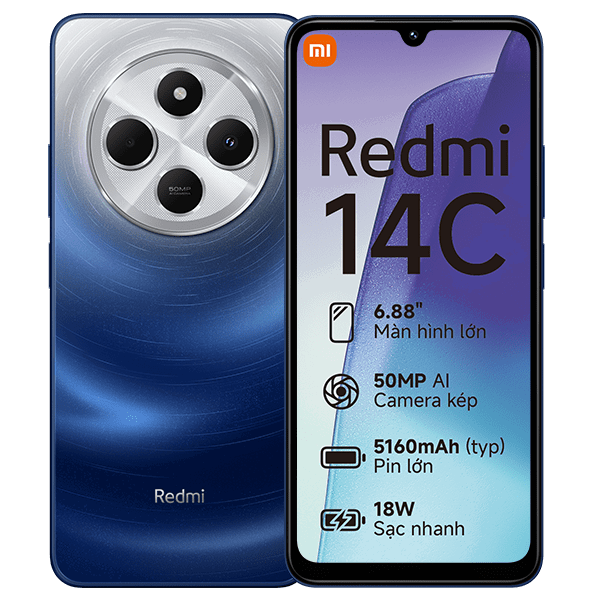 50MP
Redmi
mi
Redmi
14C
6.88"
Màn hình lớn
50MP AI
Camera kép
5160mAh (typ)
Pin lớn
18W
Sạc nhanh